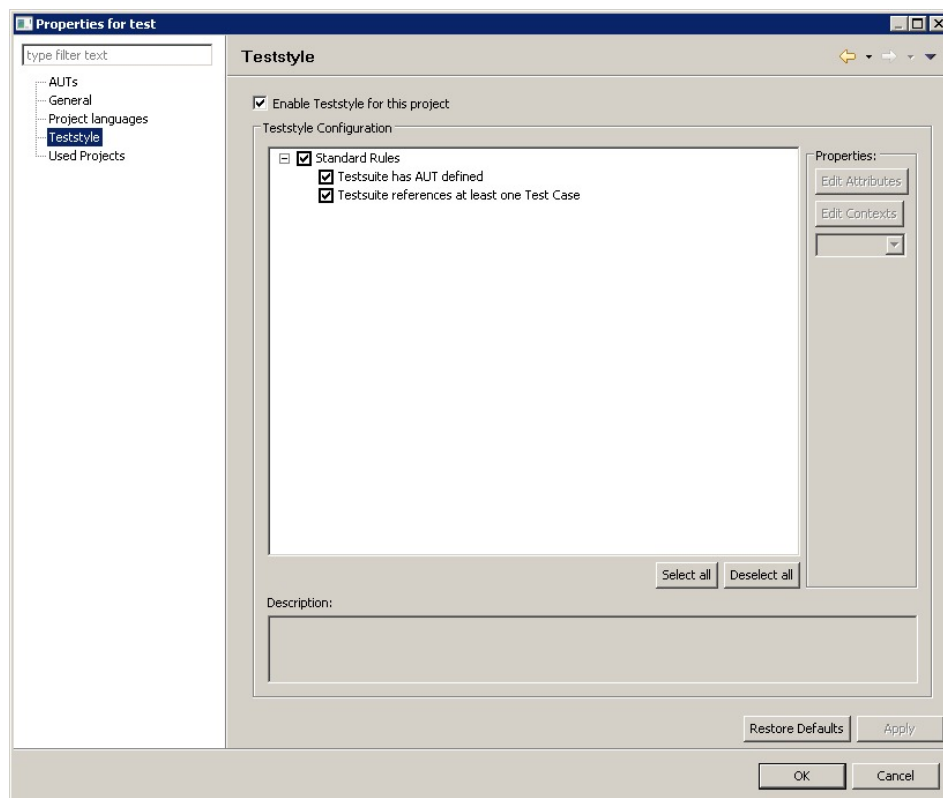 Properties for test
type filter text
AUTs
General
Project languages
Teststyle
Used Projects
Teststyle
Enable Teststyle for this project
Teststyle Configuration
Standard Rules
Testsuite has AUT defined
Testsuite references at least one Test Case
Properties:
Edit Attributes
Edit Contexts
Select all
Deselect all
Description:
Restore Defaults
Apply
OK
Cancel